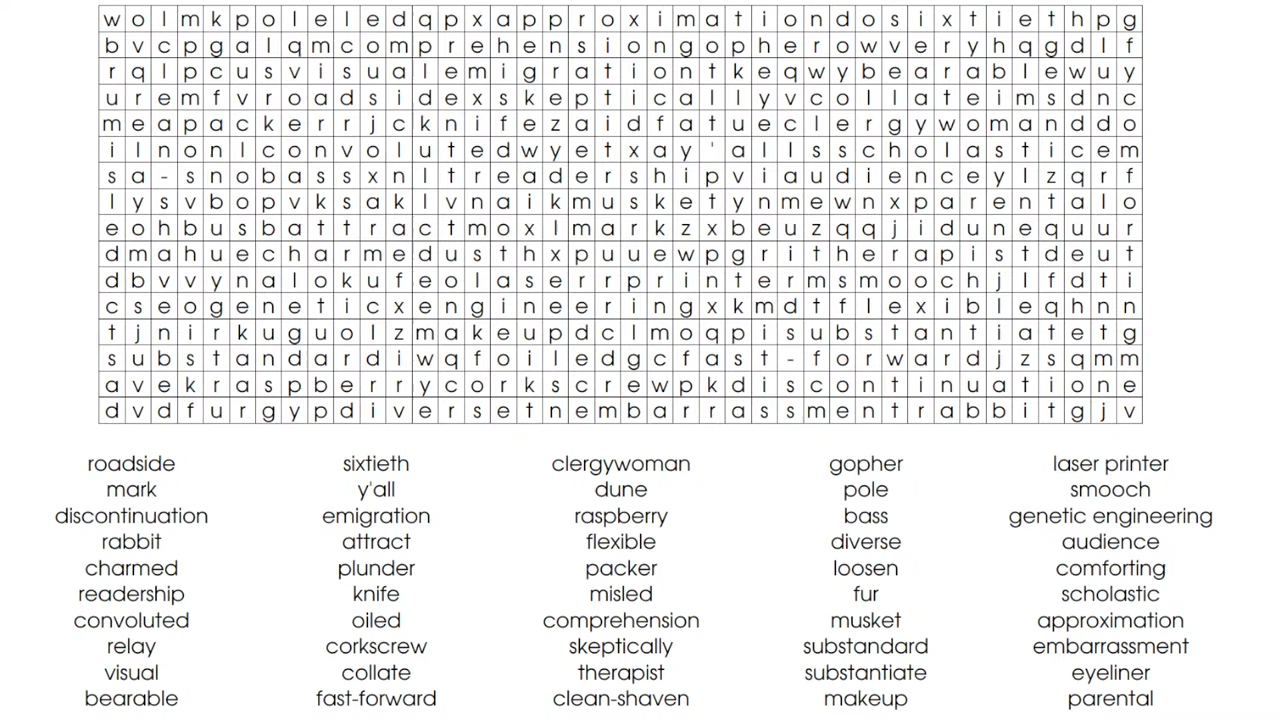 w o l m k p o l e l e d q p x a p p r o x i m a t i o n d o s i x t i e t h p g
b v c p g a l q m c o m p r e h e n s i o n g o p h e r o w v e r y h q g d l f
r q l p c u s v i s u a l e m i g r a t i o n t k e q w y b e a r a b l e w u y
u r e m f v r o a d s i d e x s k e p t i c a l l y v c o l l a t e i m s d n c
m e a p a c k e r r j c k n i f e z a i d f a t u e c l e r g y w o m a n d d o
i l n o n l c o n v o l u t e d w y e t x a y ' a l l s s c h o l a s t i c e m
s a - s n o b a s s x n l t r e a d e r s h i p v i a u d i e n c e y l z q r f
l y s v b o p v k s a k l v n a i k m u s k e t y n m e w n x p a r e n t a l o
e o h b u s b a t t r a c t m o x l m a r k z x b e u z q q j i d u n e q u u r
d m a h u e c h a r m e d u s t h x p u u e w p g r i t h e r a p i s t d e u t
d b v v y n a l o k u f e o l a s e r r p r i n t e r m s m o o c h j l f d t i
c s e o g e n e t i c x e n g i n e e r i n g x k m d t f l e x i b l e q h n n
t j n i r k u g u o l z m a k e u p d c l m o q p i s u b s t a n t i a t e t g
s u b s t a n d a r d i w q f o i l e d g c f a s t - f o r w a r d j z s q m m
a v e k r a s p b e r r y c o r k s c r e w p k d i s c o n t i n u a t i o n e
d v d f u r g y p d i v e r s e t n e m b a r r a s s m e n t r a b b i t g j v
roadside sixtieth clergywoman gopher laser printer
mark y'all dune pole smooch
discontinuation emigration raspberry bass genetic engineering
rabbit attract flexible diverse audience
charmed plunder packer loosen comforting
readership knife misled fur scholastic
convoluted oiled comprehension musket approximation
relay corkscrew skeptically substandard embarrassment
visual collate therapist substantiate eyeliner
bearable fast-forward clean-shaven makeup parental